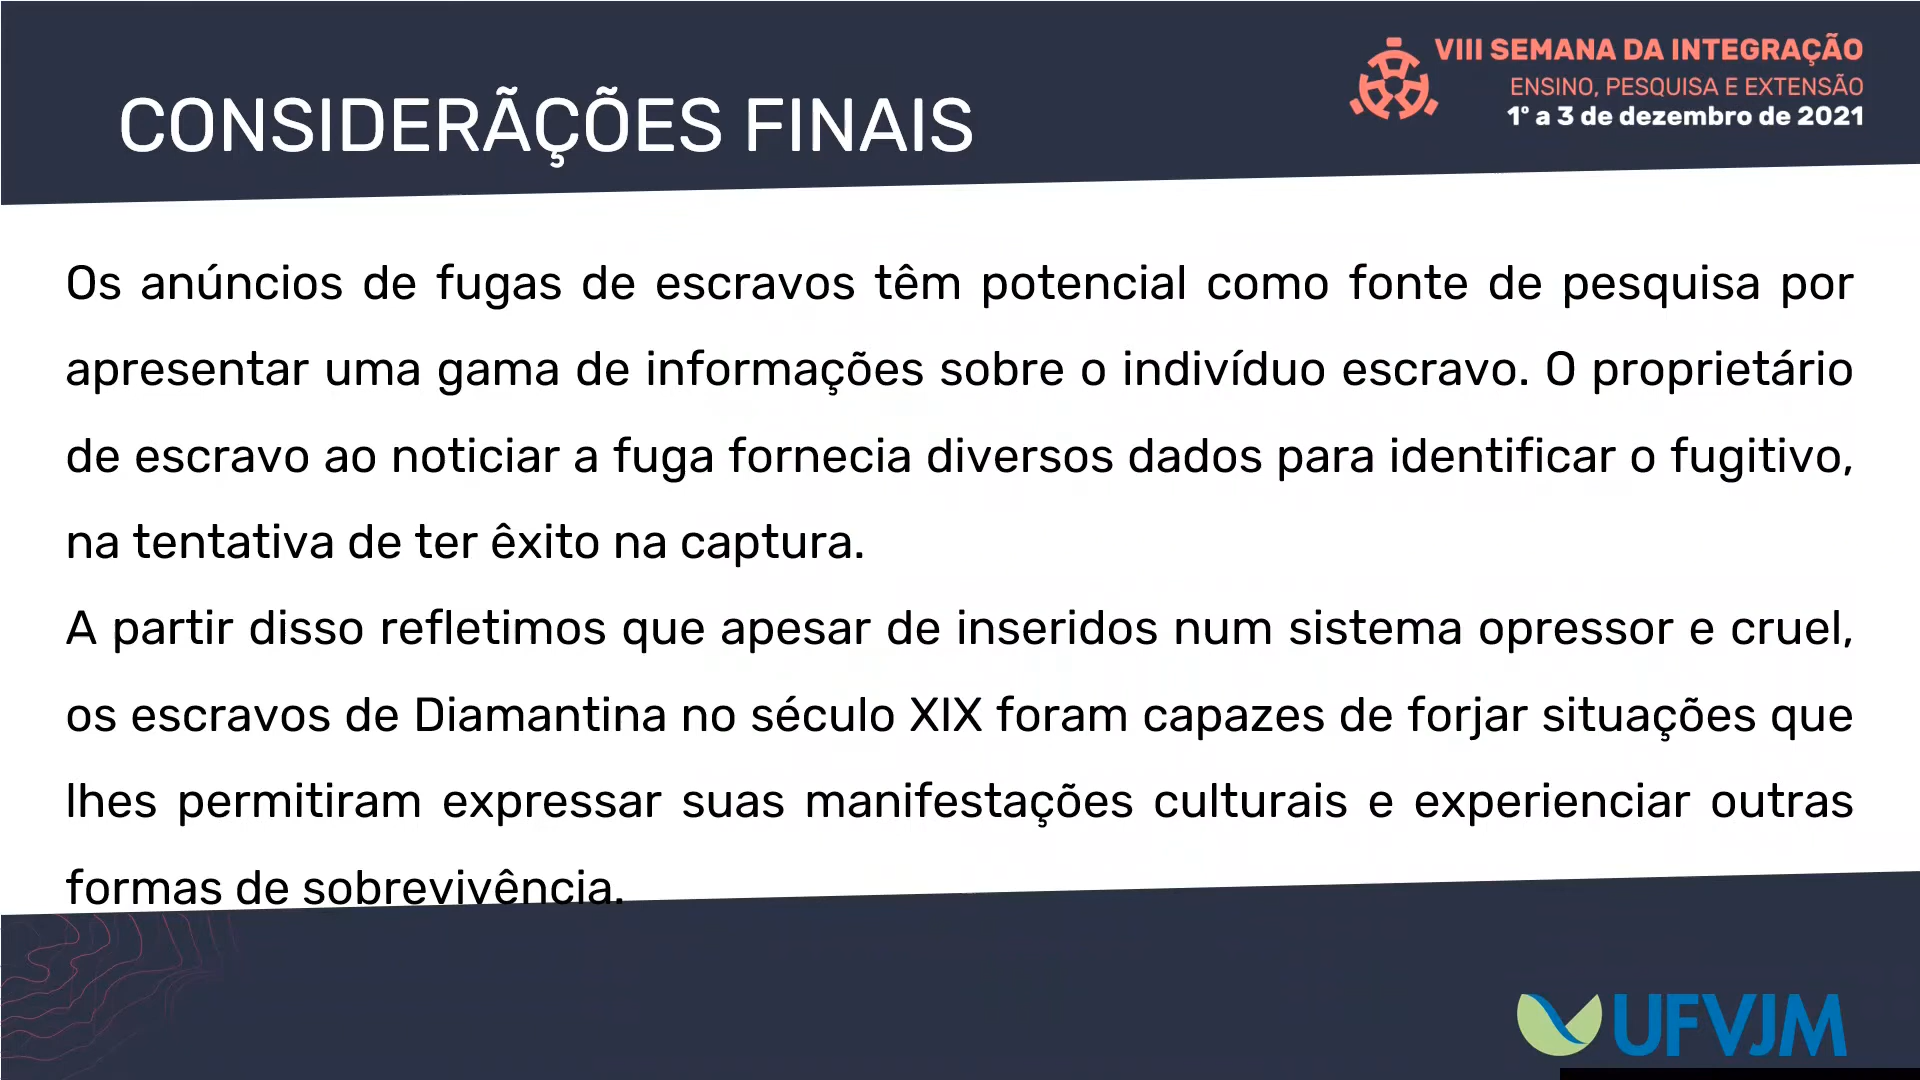 VIII SEMANA DA INTEGRAÇÃO
ENSINO, PESQUISA E EXTENSÃO
1º a 3 de dezembro de 2021
CONSIDERÃÇÕES FINAIS
Os anúncios de fugas de escravos têm potencial como fonte de pesquisa por
apresentar uma gama de informações sobre o indivíduo escravo. O proprietário
de escravo ao noticiar a fuga fornecia diversos dados para identificar o fugitivo,
na tentativa de ter êxito na captura.
A partir disso refletimos que apesar de inseridos num sistema opressor e cruel,
os escravos de Diamantina no século XIX foram capazes de forjar situações que
lhes permitiram expressar suas manifestações culturais e experienciar outras
formas de sobrevivência.
UFVJM